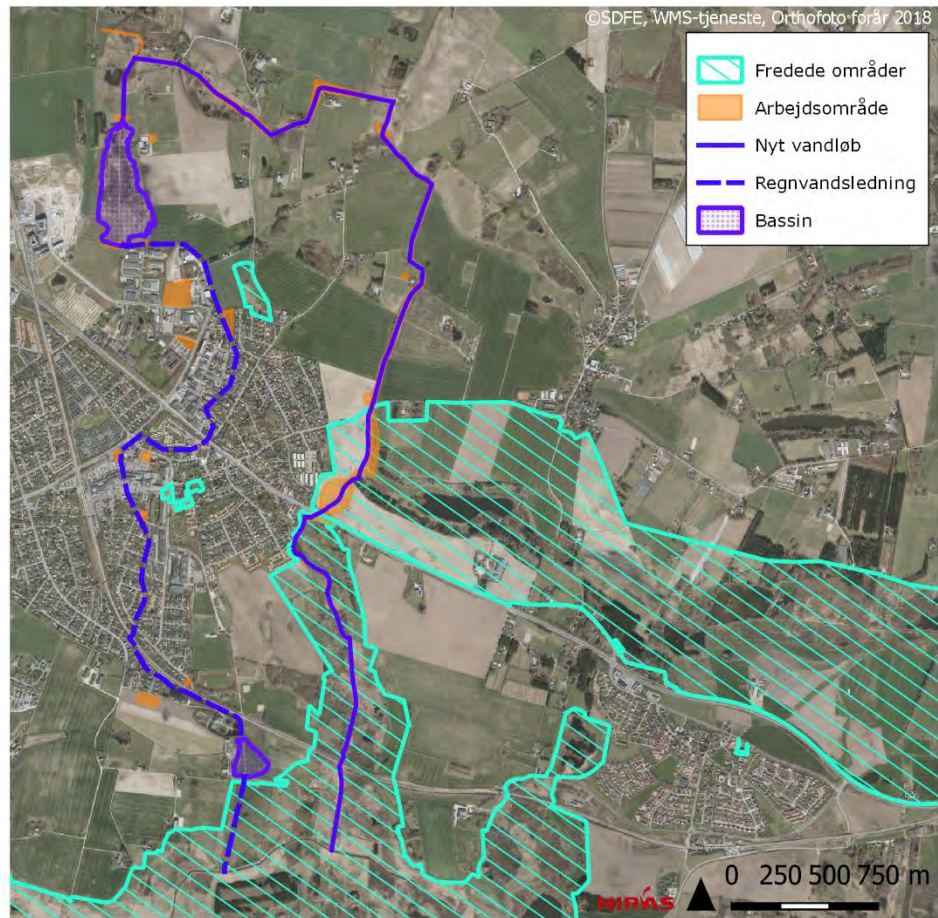 ©SDFE, WMS-tjeneste, Orthofoto forår 2018
Fredede områder
Arbejdsområde
Nyt vandløb
Regnvandsledning
Bassin
NIRAS
0 250 500 750 m